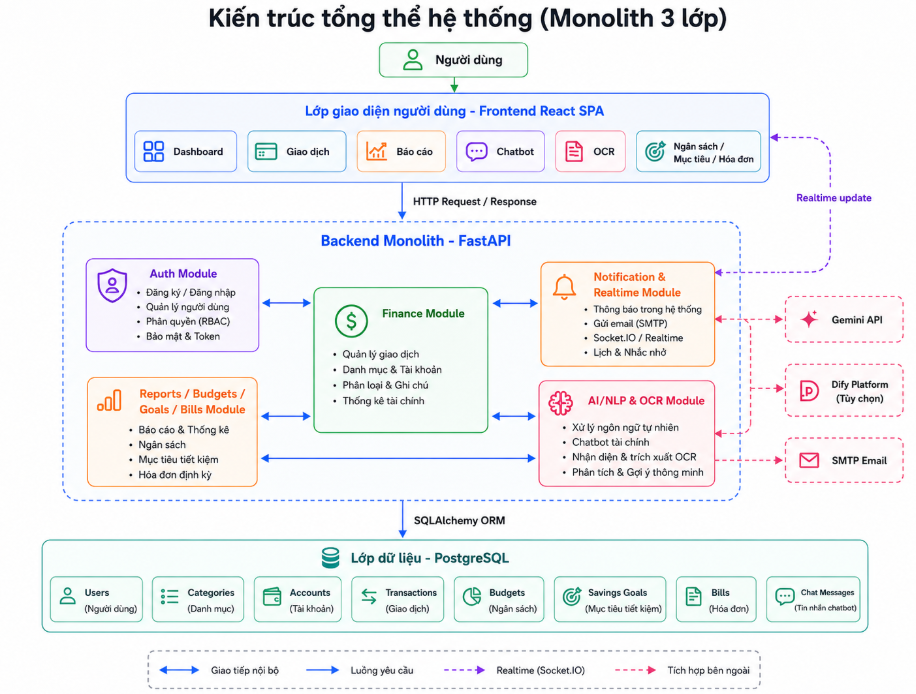 Kiến trúc tổng thể hệ thống (Monolith 3 lớp)
Người dùng
Lớp giao diện người dùng - Frontend React SPA
Dashboard
Giao dịch
Báo cáo
Chatbot
OCR
Ngân sách /
Mục tiêu / Hóa đơn
HTTP Request / Response
Realtime update
Backend Monolith - FastAPI
Auth Module
• Đăng ký / Đăng nhập
• Quản lý người dùng
• Phân quyền (RBAC)
• Bảo mật & Token
Finance Module
• Quản lý giao dịch
• Danh mục & Tài khoản
• Phân loại & Ghi chú
• Thống kê tài chính
Notification &
Realtime Module
• Thông báo trong hệ thống
• Gửi email (SMTP)
• Socket.IO / Realtime
• Lịch & Nhắc nhở
Reports / Budgets /
Goals / Bills Module
• Báo cáo & Thống kê
• Ngân sách
• Mục tiêu tiết kiệm
• Hóa đơn định kỳ
AI/NLP & OCR Module
• Xử lý ngôn ngữ tự nhiên
• Chatbot tài chính
• Nhận diện & trích xuất OCR
• Phân tích & Gợi ý thông minh
Gemini API
Dify Platform
(Tùy chọn)
SMTP Email
SQLAlchemy ORM
Lớp dữ liệu - PostgreSQL
Users
(Người dùng)
Categories
(Danh mục)
Accounts
(Tài khoản)
Transactions
(Giao dịch)
Budgets
(Ngân sách)
Savings Goals
(Mục tiêu tiết kiệm)
Bills
(Hóa đơn)
Chat Messages
(Tin nhắn chatbot)
Giao tiếp nội bộ
Luồng yêu cầu
Realtime (Socket.IO)
Tích hợp bên ngoài